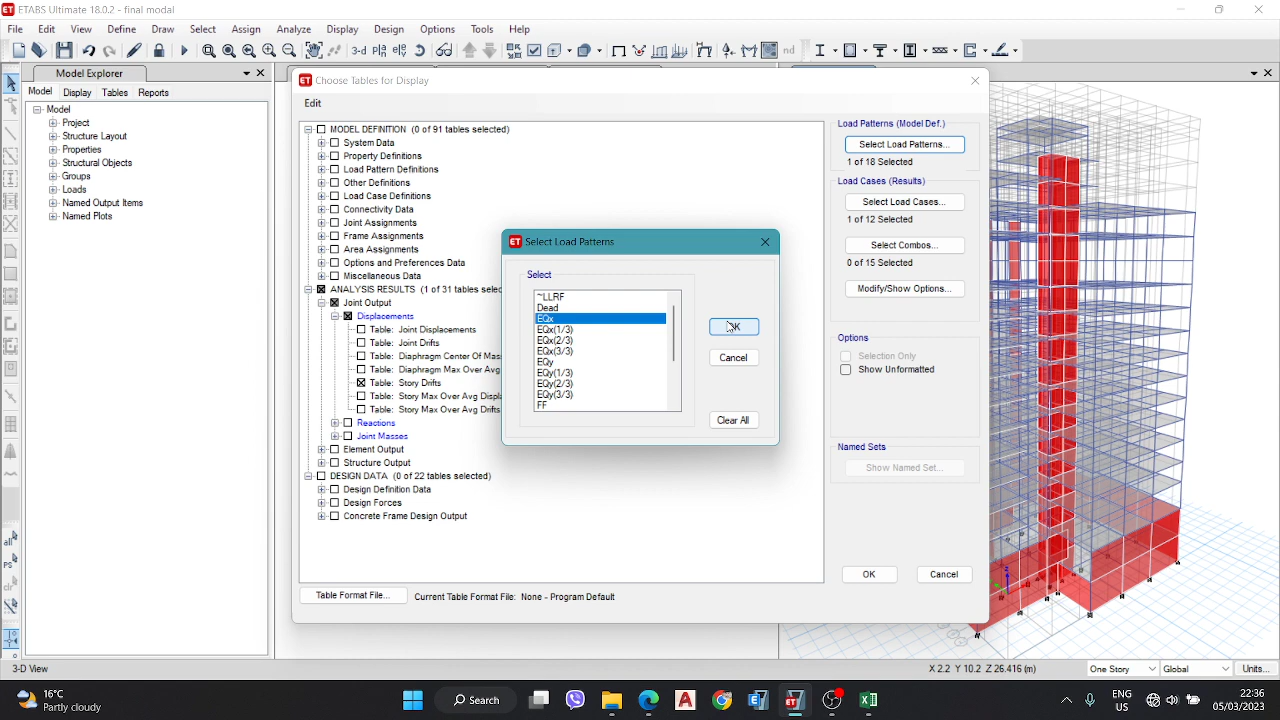 ETABS Ultimate 18.0.2 - final modal
File Edit View Define Draw Select Assign Analyze Display Design Options Tools Help
3-d pla ele nd
Model Explorer
Model Display Tables Reports
Model
Project
Structure Layout
Properties
Structural Objects
Groups
Loads
Named Output Items
Named Plots
all
PS
clr
Choose Tables for Display
Edit
MODEL DEFINITION (0 of 91 tables selected)
System Data
Property Definitions
Load Pattern Definitions
Other Definitions
Load Case Definitions
Connectivity Data
Joint Assignments
Frame Assignments
Area Assignments
Options and Preferences Data
Miscellaneous Data
ANALYSIS RESULTS (1 of 31 tables selec
Joint Output
Displacements
Table: Joint Displacements
Table: Joint Drifts
Table: Diaphragm Center Of Mas
Table: Diaphragm Max Over Avg
Table: Story Drifts
Table: Story Max Over Avg Displa
Table: Story Max Over Avg Drifts
Reactions
Joint Masses
Element Output
Structure Output
DESIGN DATA (0 of 22 tables selected)
Design Definition Data
Design Forces
Concrete Frame Design Output
Table Format File...
Current Table Format File: None - Program Default
Load Patterns (Model Def.)
Select Load Patterns...
1 of 18 Selected
Load Cases (Results)
Select Load Cases...
1 of 12 Selected
Select Combos...
0 of 15 Selected
Modify/Show Options...
Options
Selection Only
Show Unformatted
Named Sets
Show Named Set...
OK
Cancel
Select Load Patterns
Select
~LLRF
Dead
EQx
EQx(1/3)
EQx(2/3)
EQx(3/3)
EQy
EQy(1/3)
EQy(2/3)
EQy(3/3)
FF
OK
Cancel
Clear All
3-D View
X 2.2 Y 10.2 Z 26.416 (m)
One Story
Global
Units...
16°C
Partly cloudy
Search
ENG
US
22:36
05/03/2023